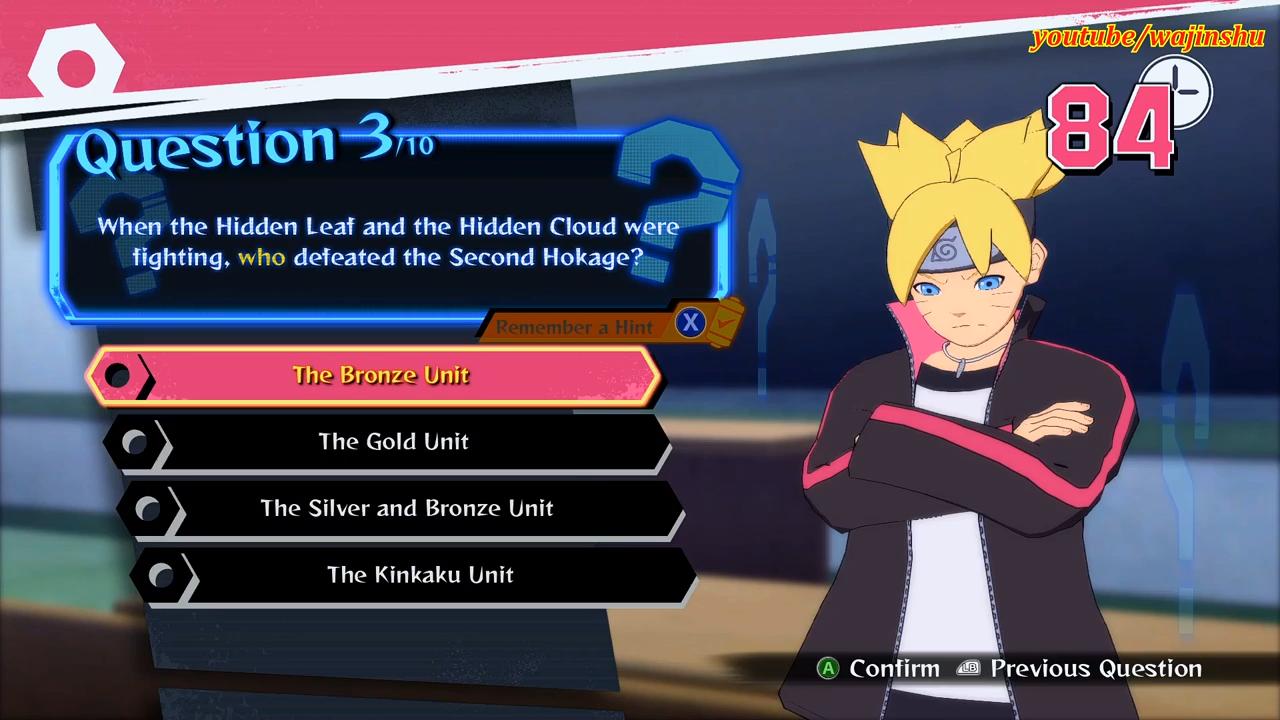 youtube/wajinshu
84
Question 3/10
When the Hidden Leaf and the Hidden Cloud were
fighting, who defeated the Second Hokage?
Remember a Hint X
The Bronze Unit
The Gold Unit
The Silver and Bronze Unit
The Kinkaku Unit
A Confirm LB Previous Question